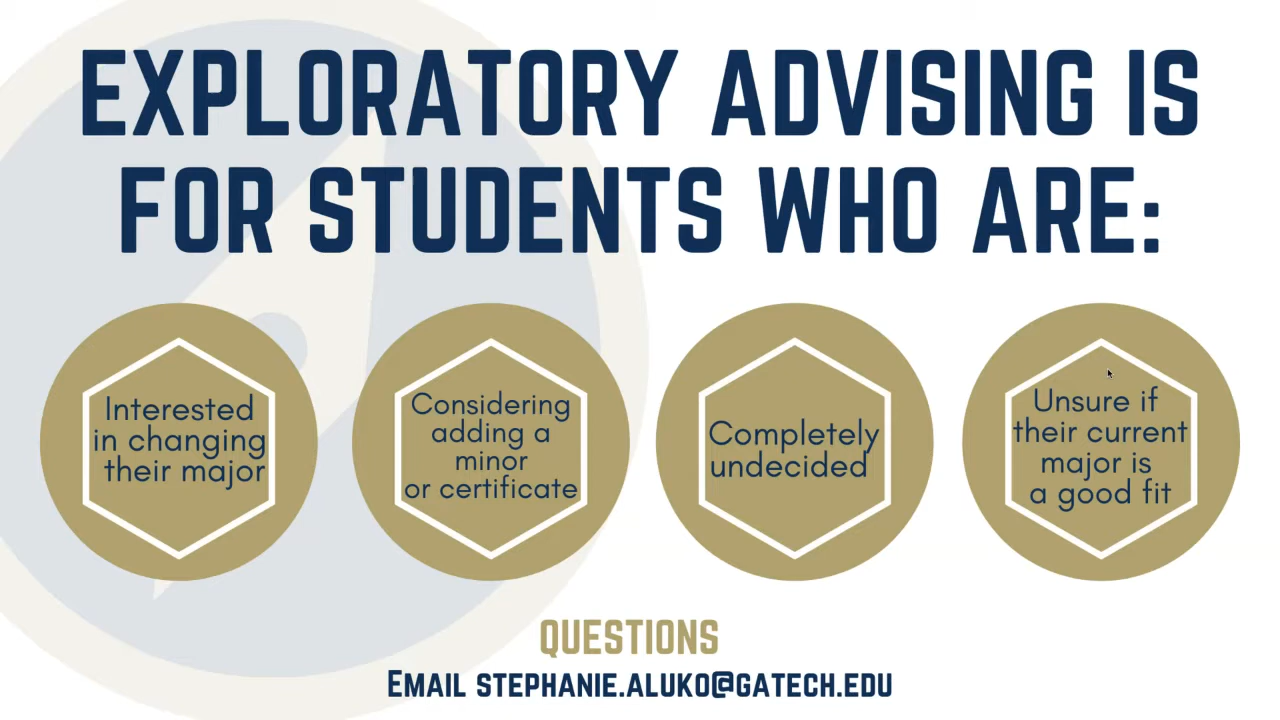 EXPLORATORY ADVISING IS
FOR STUDENTS WHO ARE:
Interested
in changing
their major
Considering
adding a
minor
or certificate
Completely
undecided
Unsure if
their current
major is
a good fit
QUESTIONS
EMAIL STEPHANIE.ALUKO@GATECH.EDU